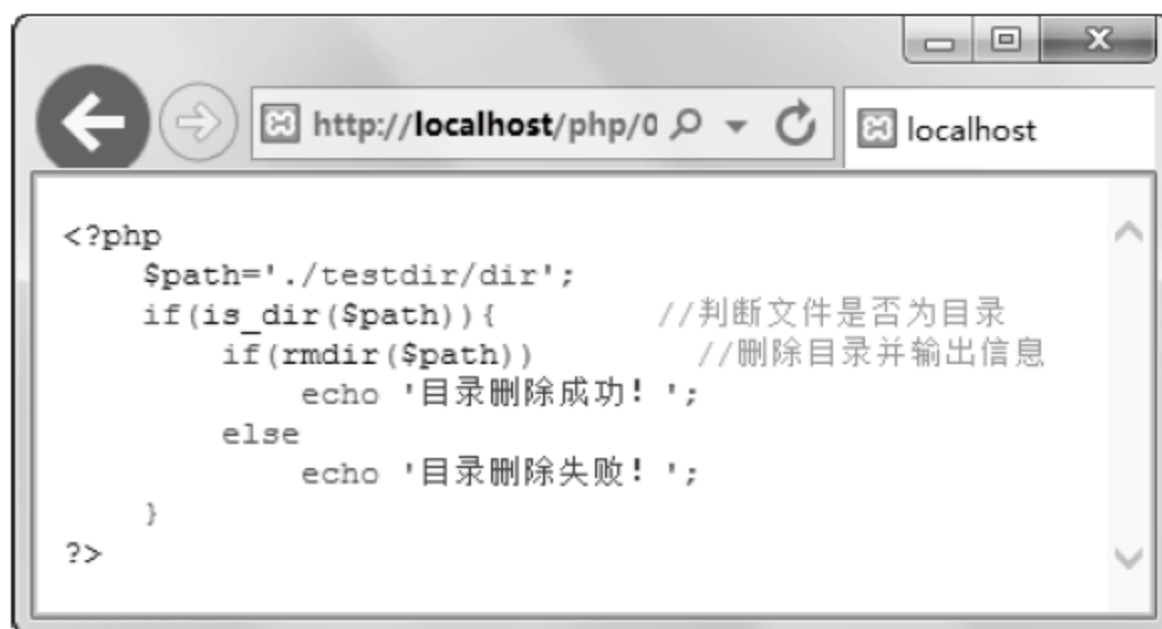 http://localhost/php/0
localhost
<?php
$path='./testdir/dir';
if(is_dir($path)){ //判断文件是否为目录
if(rmdir($path)) //删除目录并输出信息
echo '目录删除成功! ';
else
echo '目录删除失败! ';
}
?>